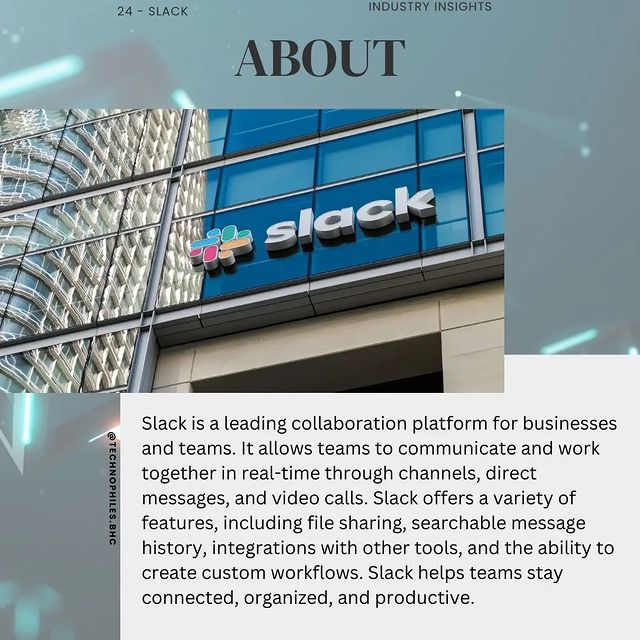 24 – SLACK
INDUSTRY INSIGHTS
ABOUT
slack
@TECHNOPHILES.BHC
Slack is a leading collaboration platform for businesses
and teams. It allows teams to communicate and work
together in real-time through channels, direct
messages, and video calls. Slack offers a variety of
features, including file sharing, searchable message
history, integrations with other tools, and the ability to
create custom workflows. Slack helps teams stay
connected, organized, and productive.